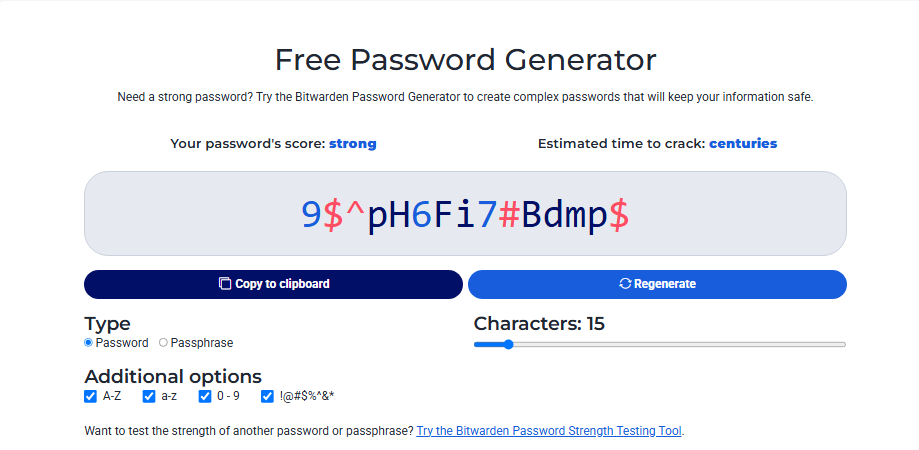 Free Password Generator
Need a strong password? Try the Bitwarden Password Generator to create complex passwords that will keep your information safe.
Your password's score: strong Estimated time to crack: centuries
9$^pH6Fi7#Bdmp$
Copy to clipboard Regenerate
Type Characters: 15
Password Passphrase
Additional options
A-Z a-z 0 - 9 !@#$%^&*
Want to test the strength of another password or passphrase? Try the Bitwarden Password Strength Testing Tool.